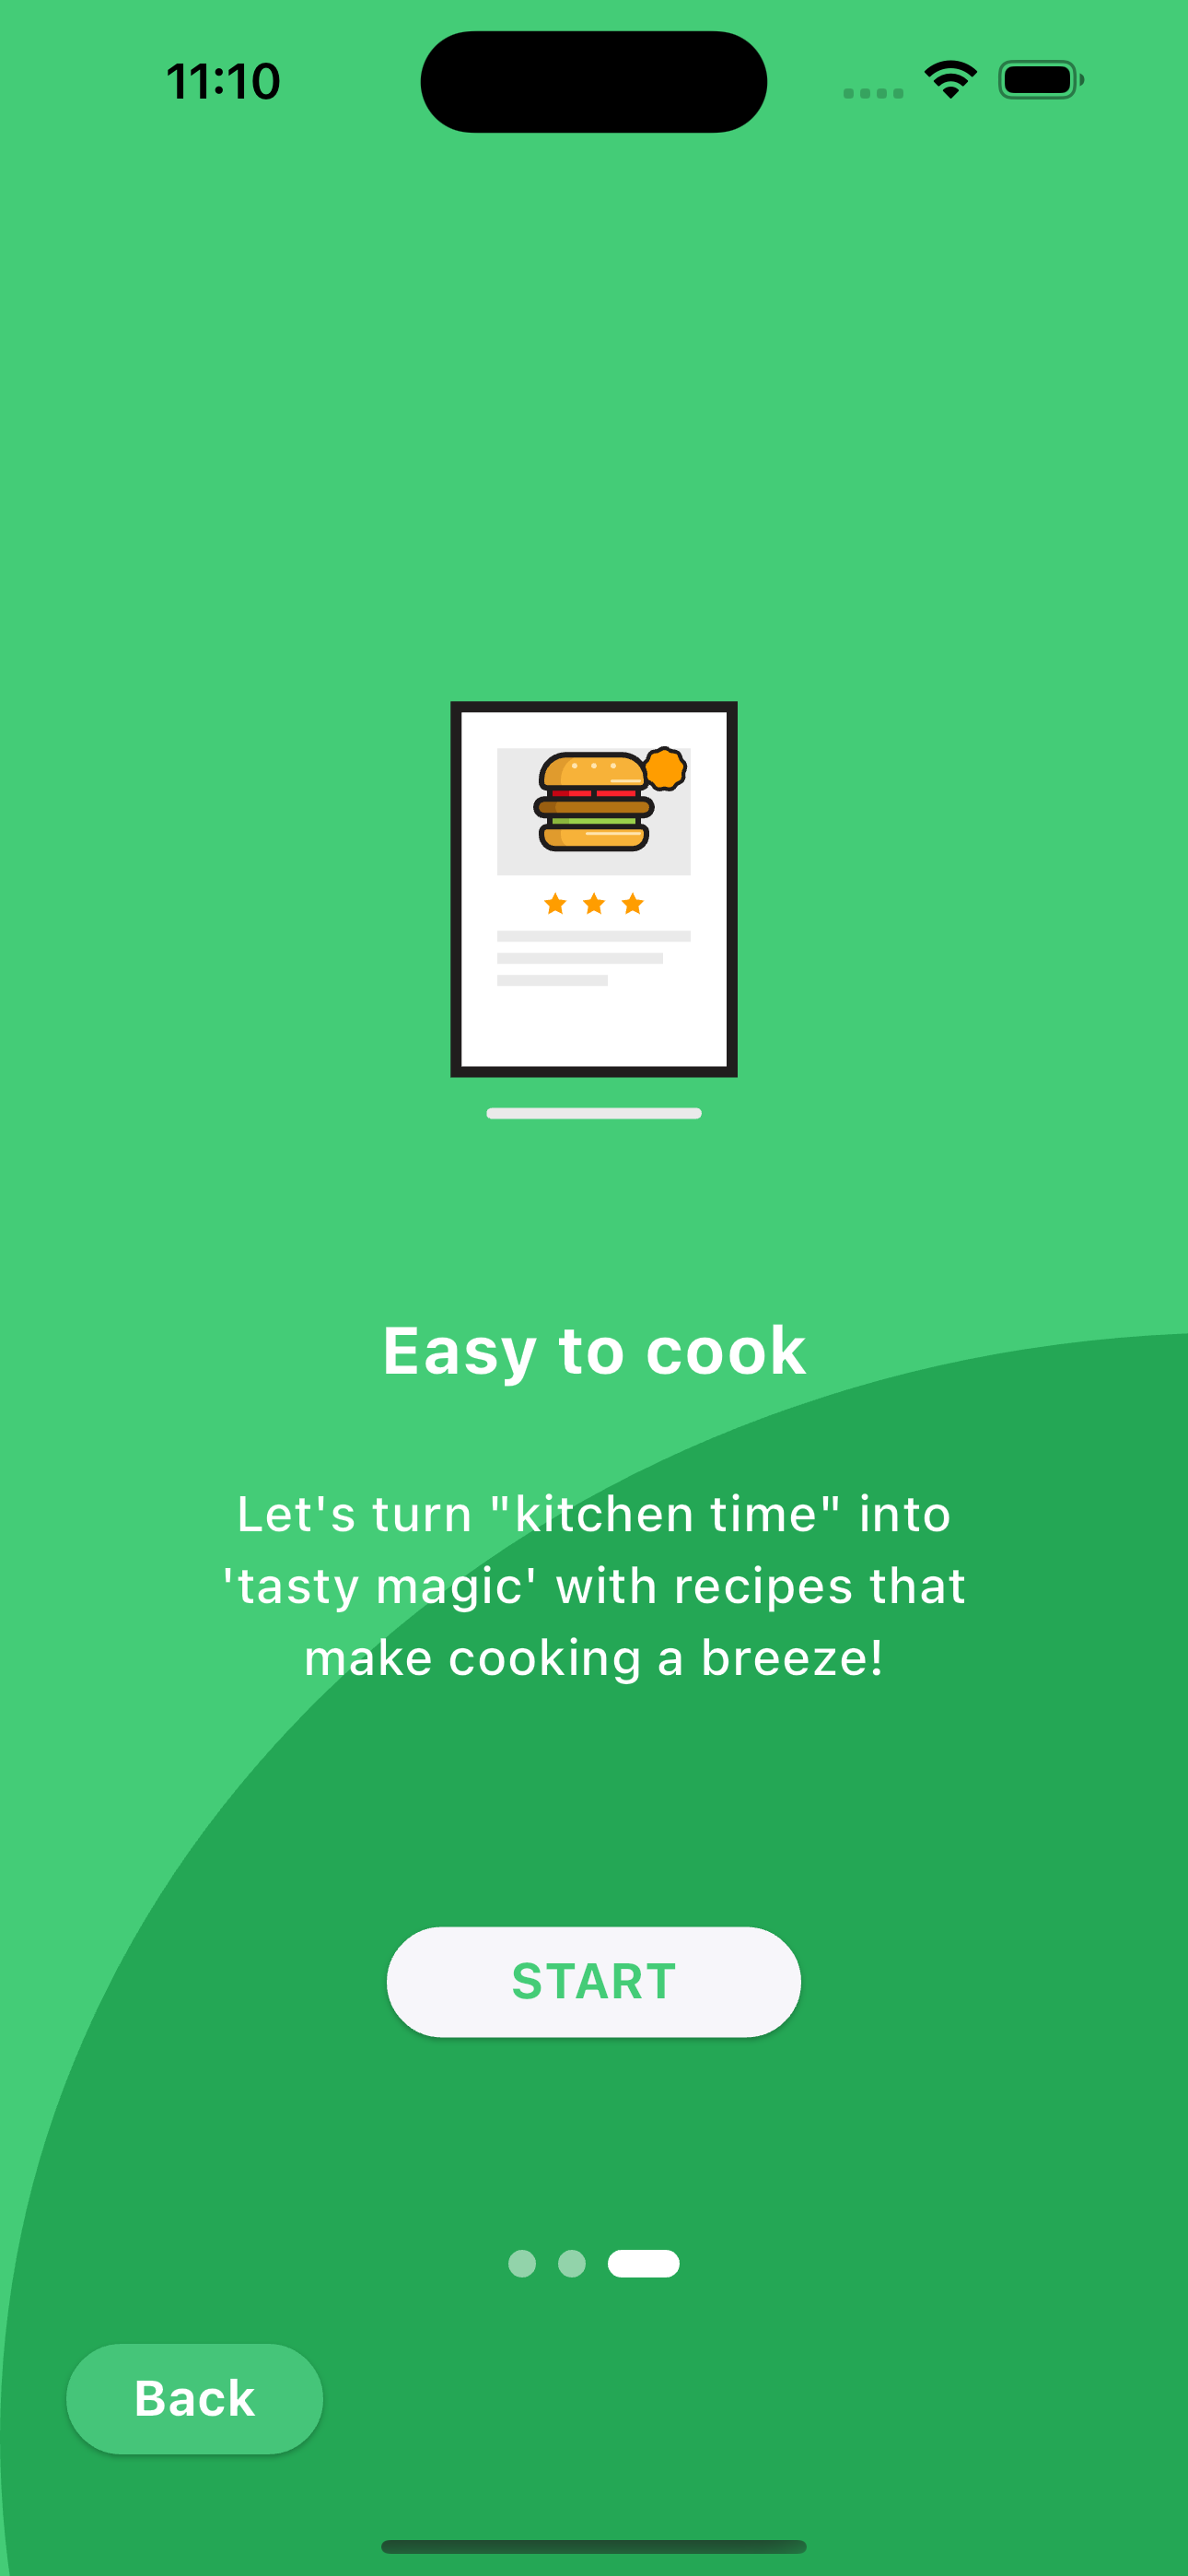 11:10
Easy to cook
Let's turn "kitchen time" into
'tasty magic' with recipes that
make cooking a breeze!
START
Back